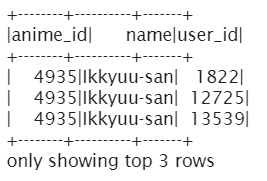 +--------+----------+-------+
|anime_id|      name|user_id|
+--------+----------+-------+
|    4935|Ikkyuu-san|   1822|
|    4935|Ikkyuu-san|  12725|
|    4935|Ikkyuu-san|  13539|
+--------+----------+-------+
only showing top 3 rows